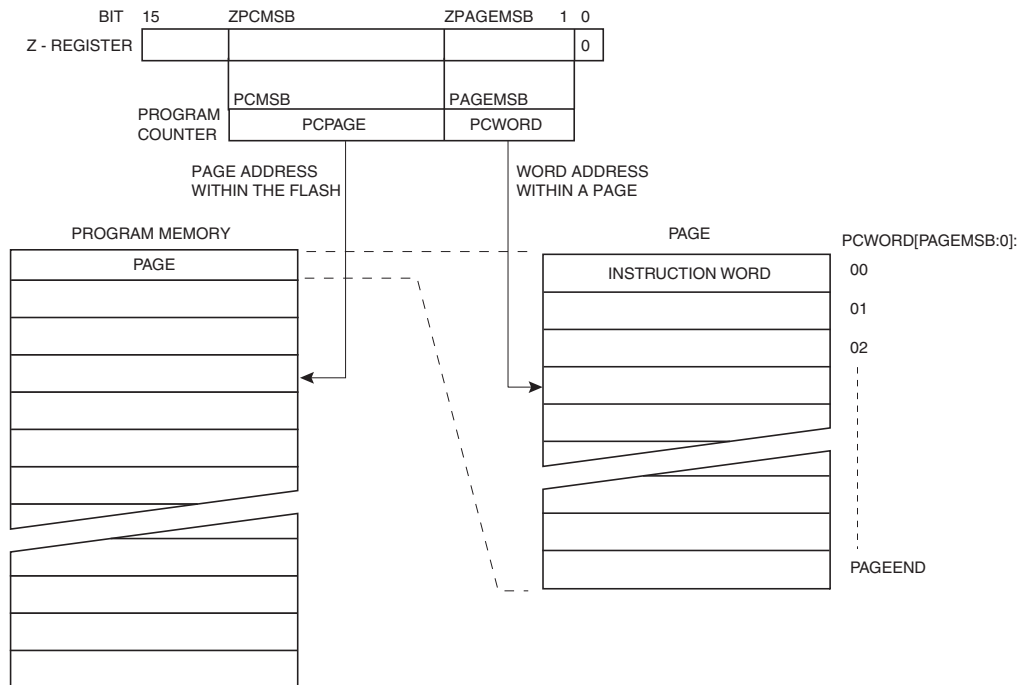 BIT 15 ZPCMSB ZPAGEMSB 1 0
Z - REGISTER 0
PCMSB PAGEMSB
PROGRAM
COUNTER
PCPAGE PCWORD
PAGE ADDRESS
WITHIN THE FLASH
WORD ADDRESS
WITHIN A PAGE
PROGRAM MEMORY
PAGE
PAGE
PCWORD[PAGEMSB:0]:
INSTRUCTION WORD 00
01
02
PAGEEND